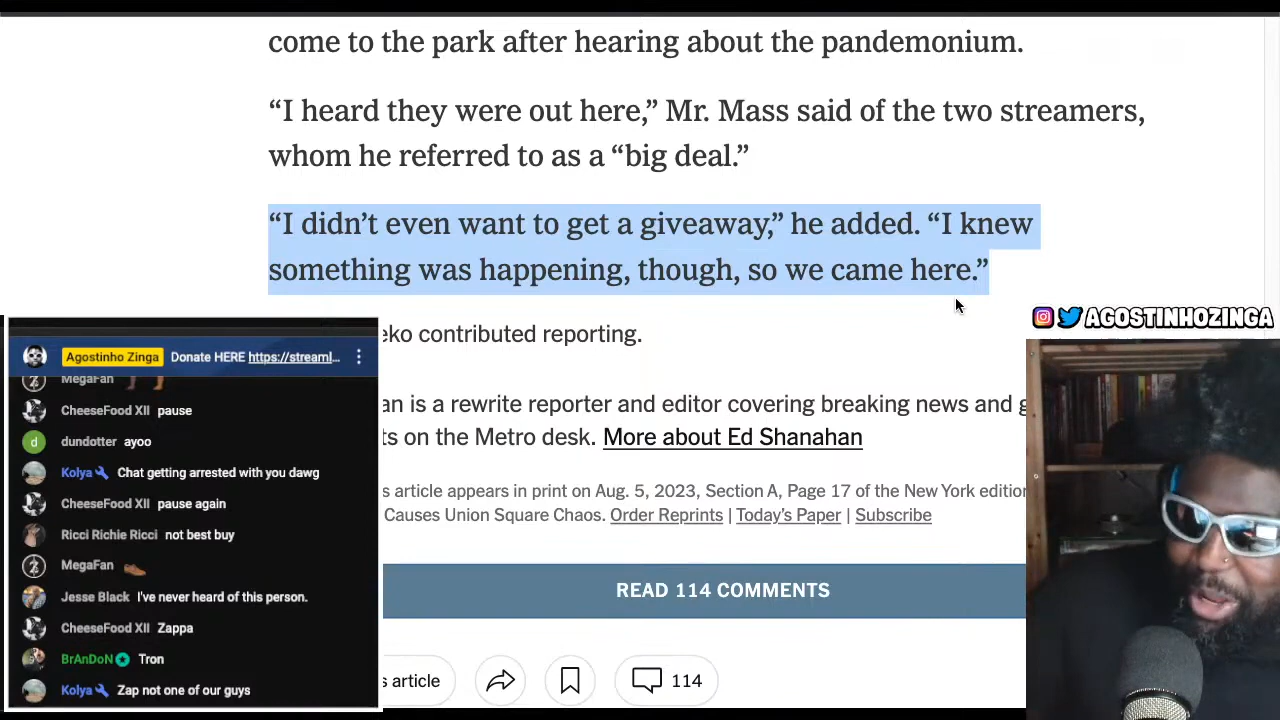 come to the park after hearing about the pandemonium.
“I heard they were out here,” Mr. Mass said of the two streamers,
whom he referred to as a “big deal.”
“I didn’t even want to get a giveaway,” he added. “I knew
something was happening, though, so we came here.”
eko contributed reporting.
an is a rewrite reporter and editor covering breaking news and g
ts on the Metro desk. More about Ed Shanahan
s article appears in print on Aug. 5, 2023, Section A, Page 17 of the New York edition
Causes Union Square Chaos. Order Reprints | Today’s Paper | Subscribe
READ 114 COMMENTS
s article
114
Agostinho Zinga Donate HERE https://streaml...
MegaFan
CheeseFood XII pause
dundotter ayoo
Kolya Chat getting arrested with you dawg
CheeseFood XII pause again
Ricci Richie Ricci not best buy
MegaFan
Jesse Black I've never heard of this person.
CheeseFood XII Zappa
BrAnDoN Tron
Kolya Zap not one of our guys
AGOSTINHOZINGA